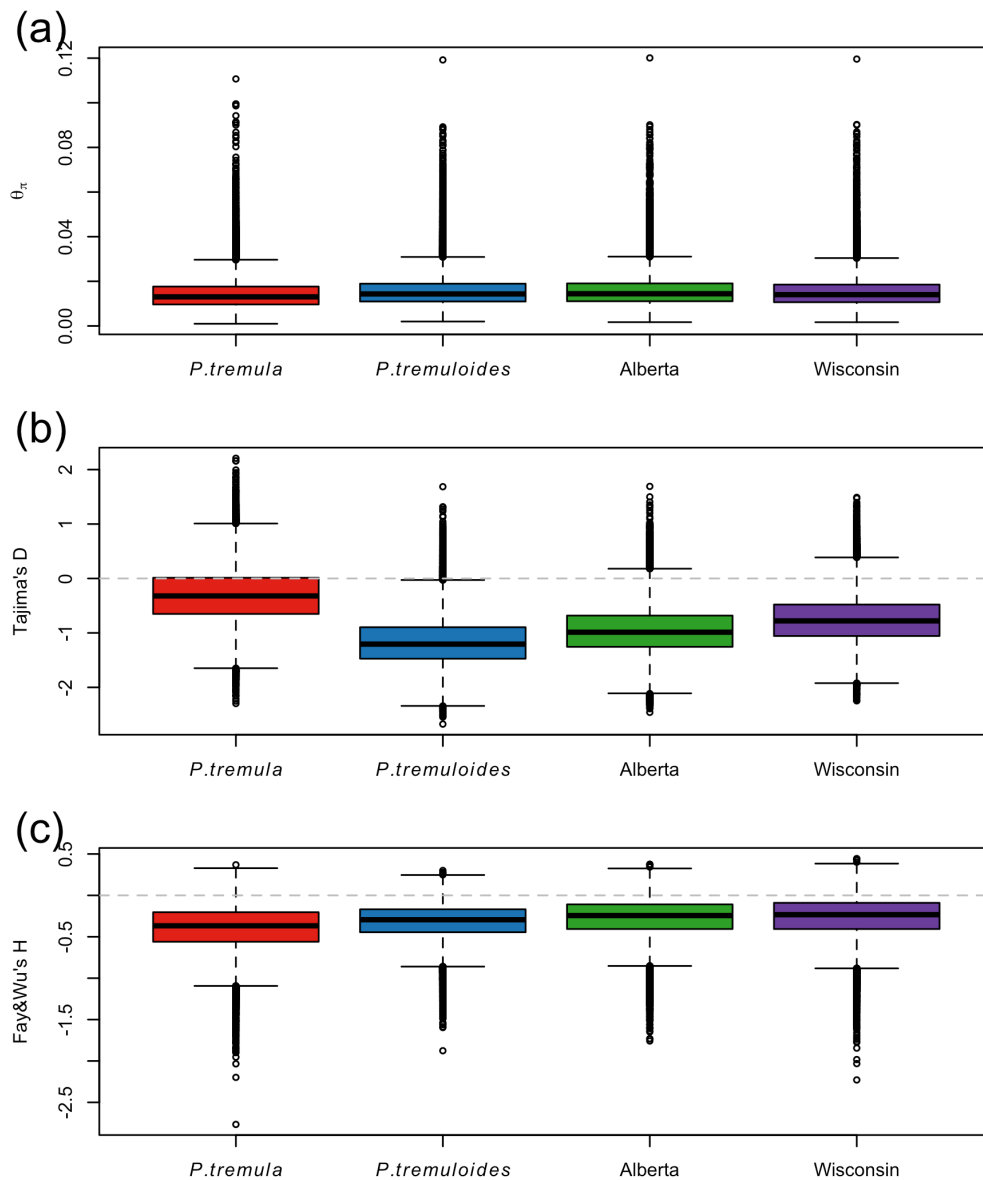 (a)
0.12
0.08
0.04
0.00
θπ
P.tremula P.tremuloides Alberta Wisconsin
(b)
2
1
0
-1
-2
Tajima's D
P.tremula P.tremuloides Alberta Wisconsin
(c)
0.5
-0.5
-1.5
-2.5
Fay&Wu's H
P.tremula P.tremuloides Alberta Wisconsin